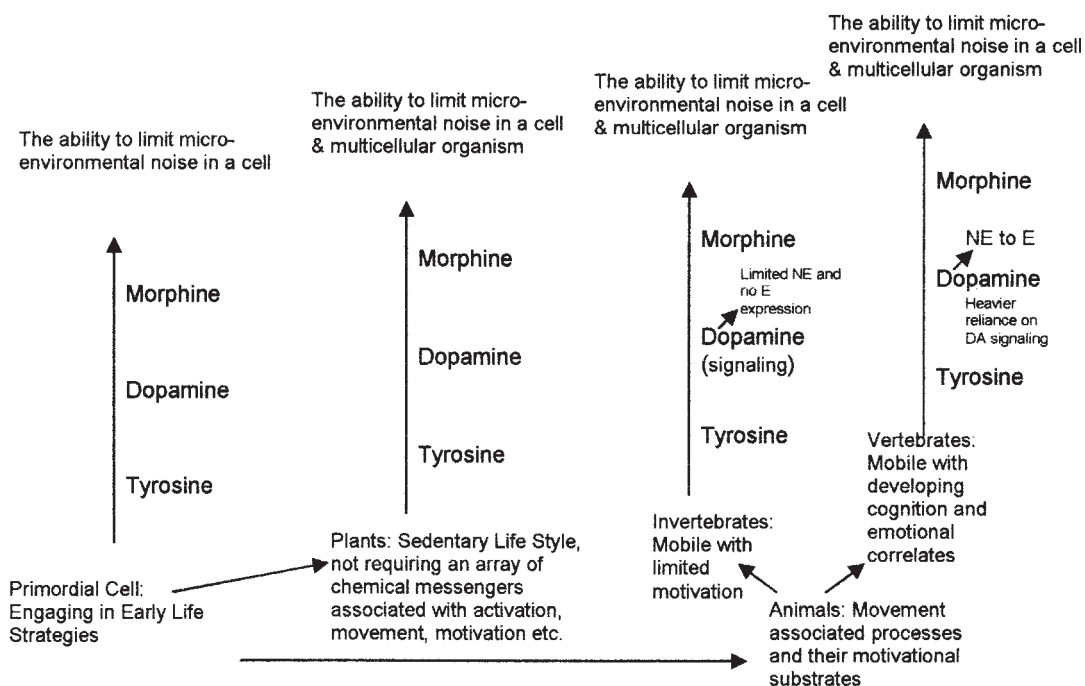 The ability to limit micro-
environmental noise in a cell
Morphine
Dopamine
Tyrosine
Primordial Cell:
Engaging in Early Life
Strategies
The ability to limit micro-
environmental noise in a cell
& multicellular organism
Morphine
Dopamine
Tyrosine
Plants: Sedentary Life Style,
not requiring an array of
chemical messengers
associated with activation,
movement, motivation etc.
The ability to limit micro-
environmental noise in a cell
& multicellular organism
Morphine
Limited NE and
no E
expression
Dopamine
(signaling)
Tyrosine
Invertebrates:
Mobile with
limited
motivation
The ability to limit micro-
environmental noise in a cell
& multicellular organism
Morphine
NE to E
Dopamine
Heavier
reliance on
DA signaling
Tyrosine
Vertebrates:
Mobile with
developing
cognition and
emotional
correlates
Animals: Movement
associated processes
and their motivational
substrates